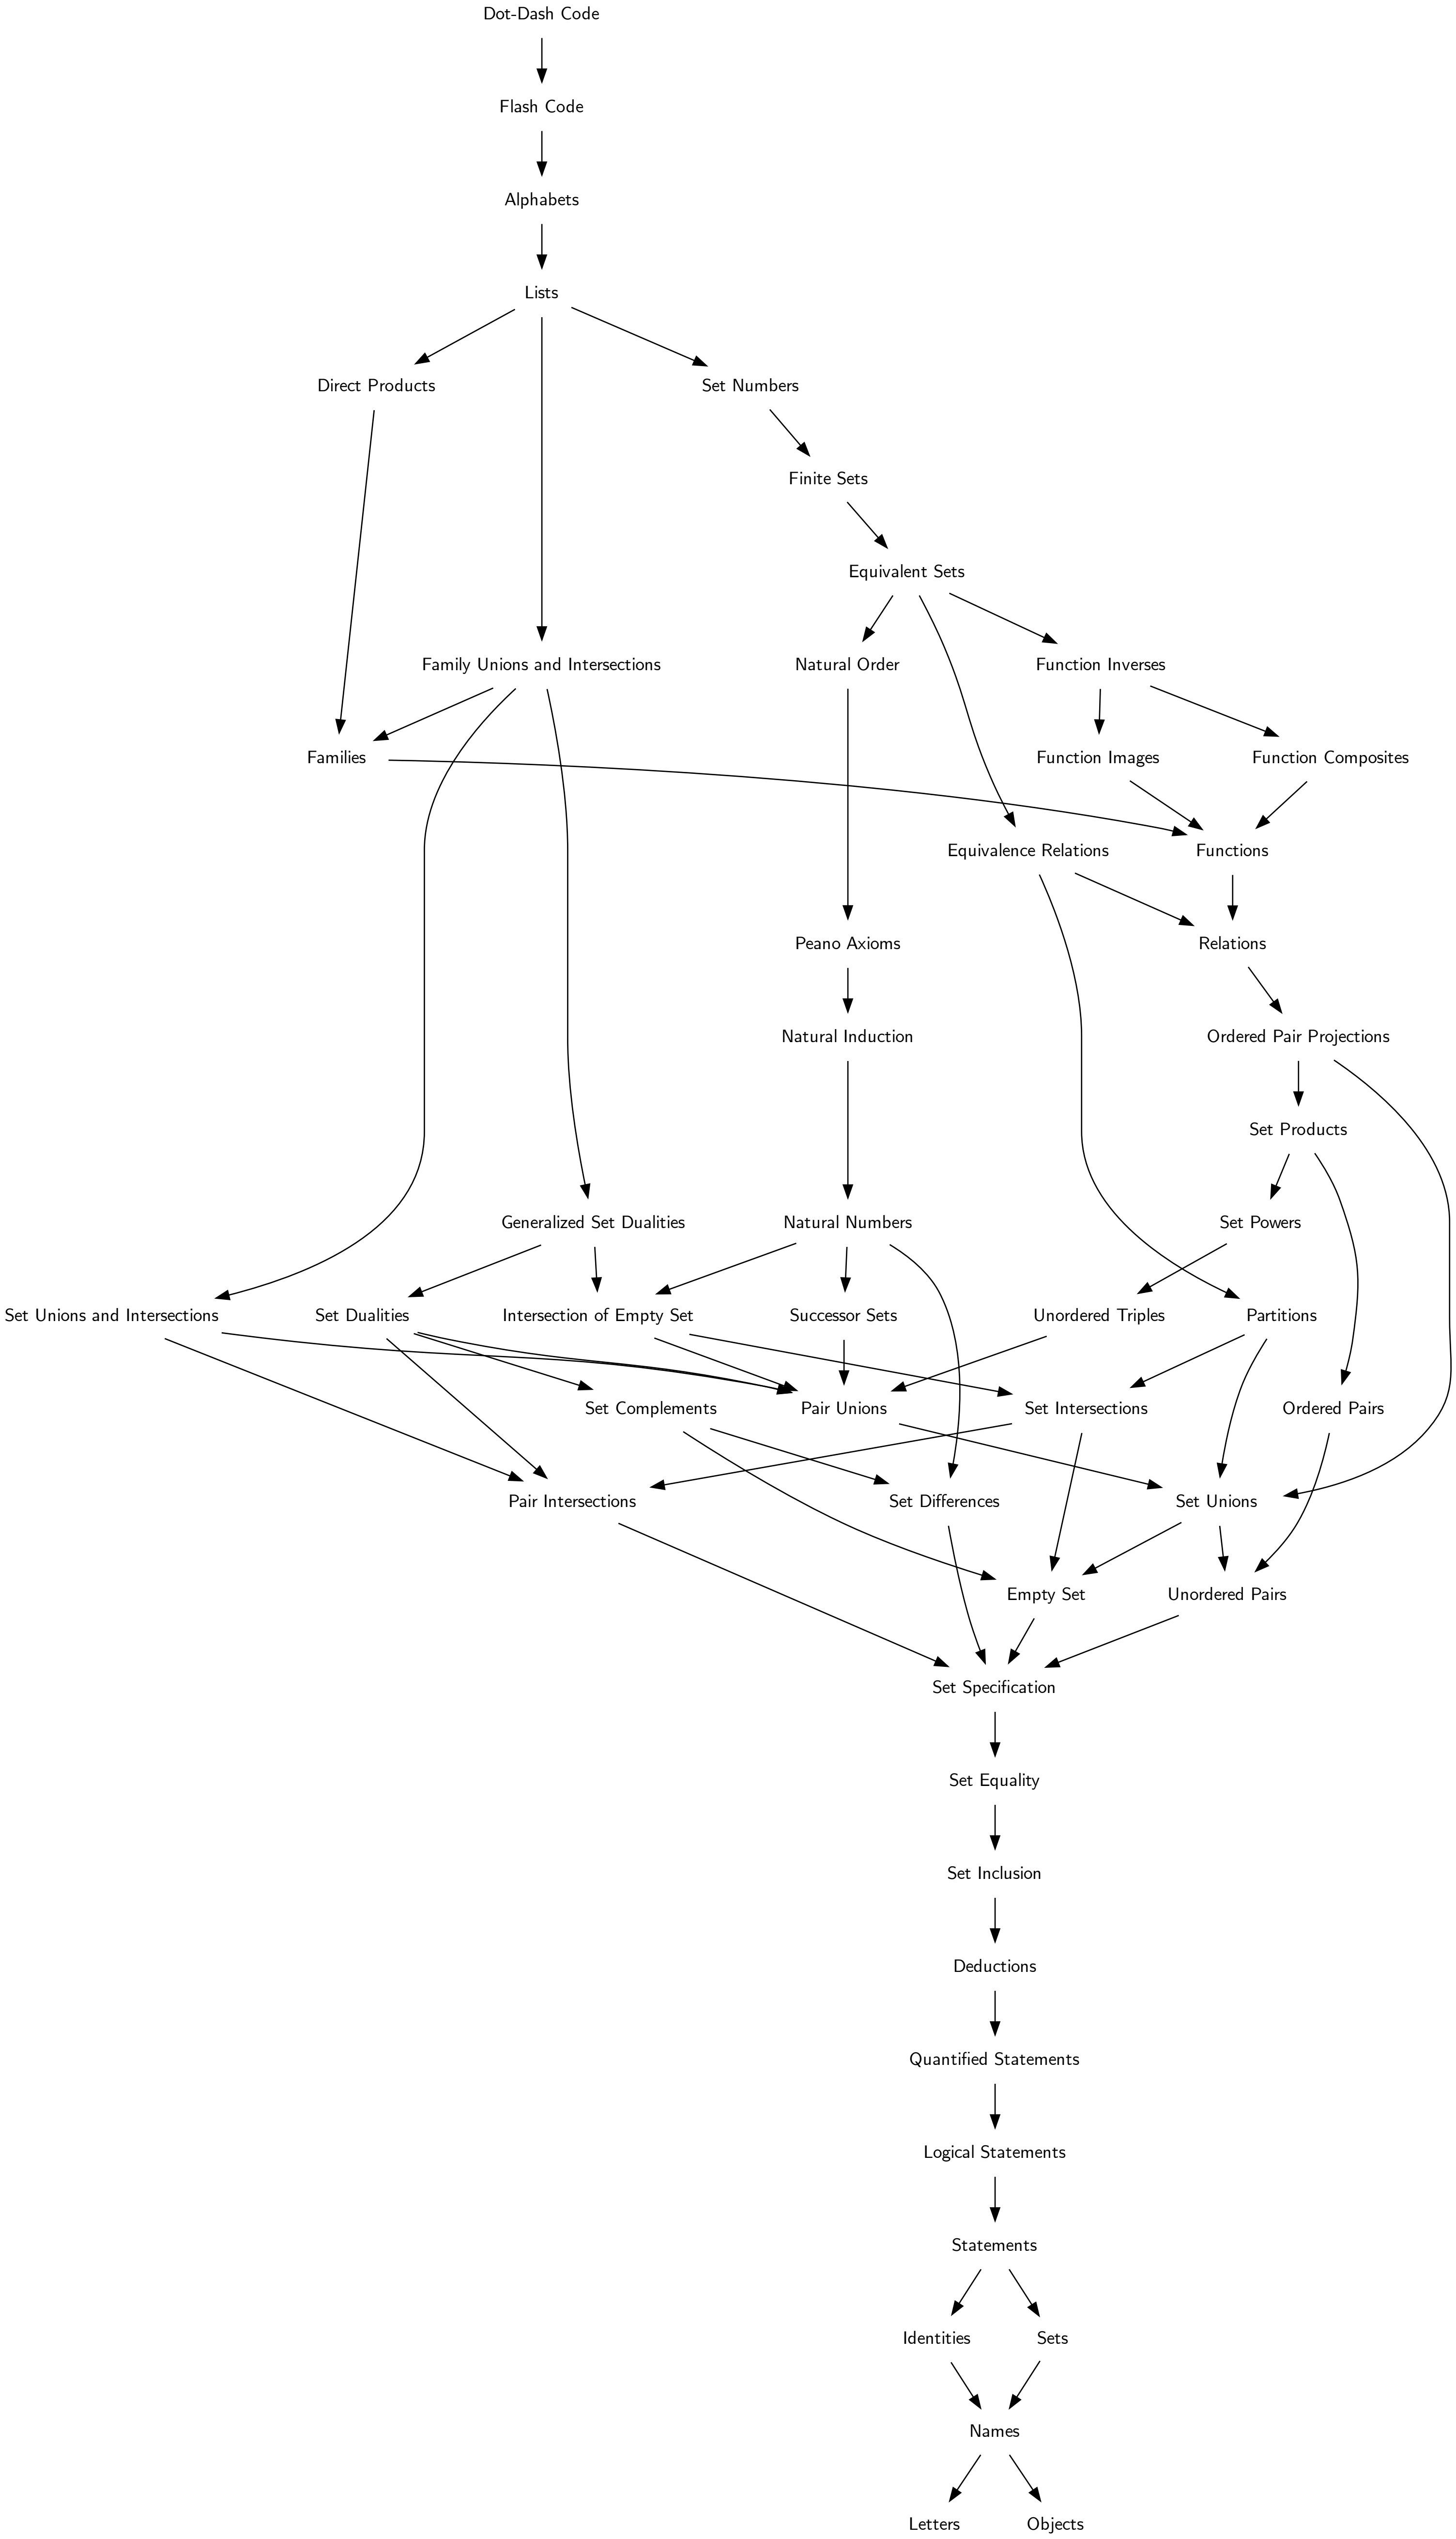 Dot-Dash Code
Flash Code
Alphabets
Lists
Direct Products
Set Numbers
Finite Sets
Equivalent Sets
Family Unions and Intersections
Natural Order
Function Inverses
Families
Function Images
Function Composites
Equivalence Relations
Functions
Peano Axioms
Relations
Natural Induction
Ordered Pair Projections
Set Products
Generalized Set Dualities
Natural Numbers
Set Powers
Set Unions and Intersections
Set Dualities
Intersection of Empty Set
Successor Sets
Unordered Triples
Partitions
Set Complements
Pair Unions
Set Intersections
Ordered Pairs
Pair Intersections
Set Differences
Set Unions
Empty Set
Unordered Pairs
Set Specification
Set Equality
Set Inclusion
Deductions
Quantified Statements
Logical Statements
Statements
Identities
Sets
Names
Letters
Objects